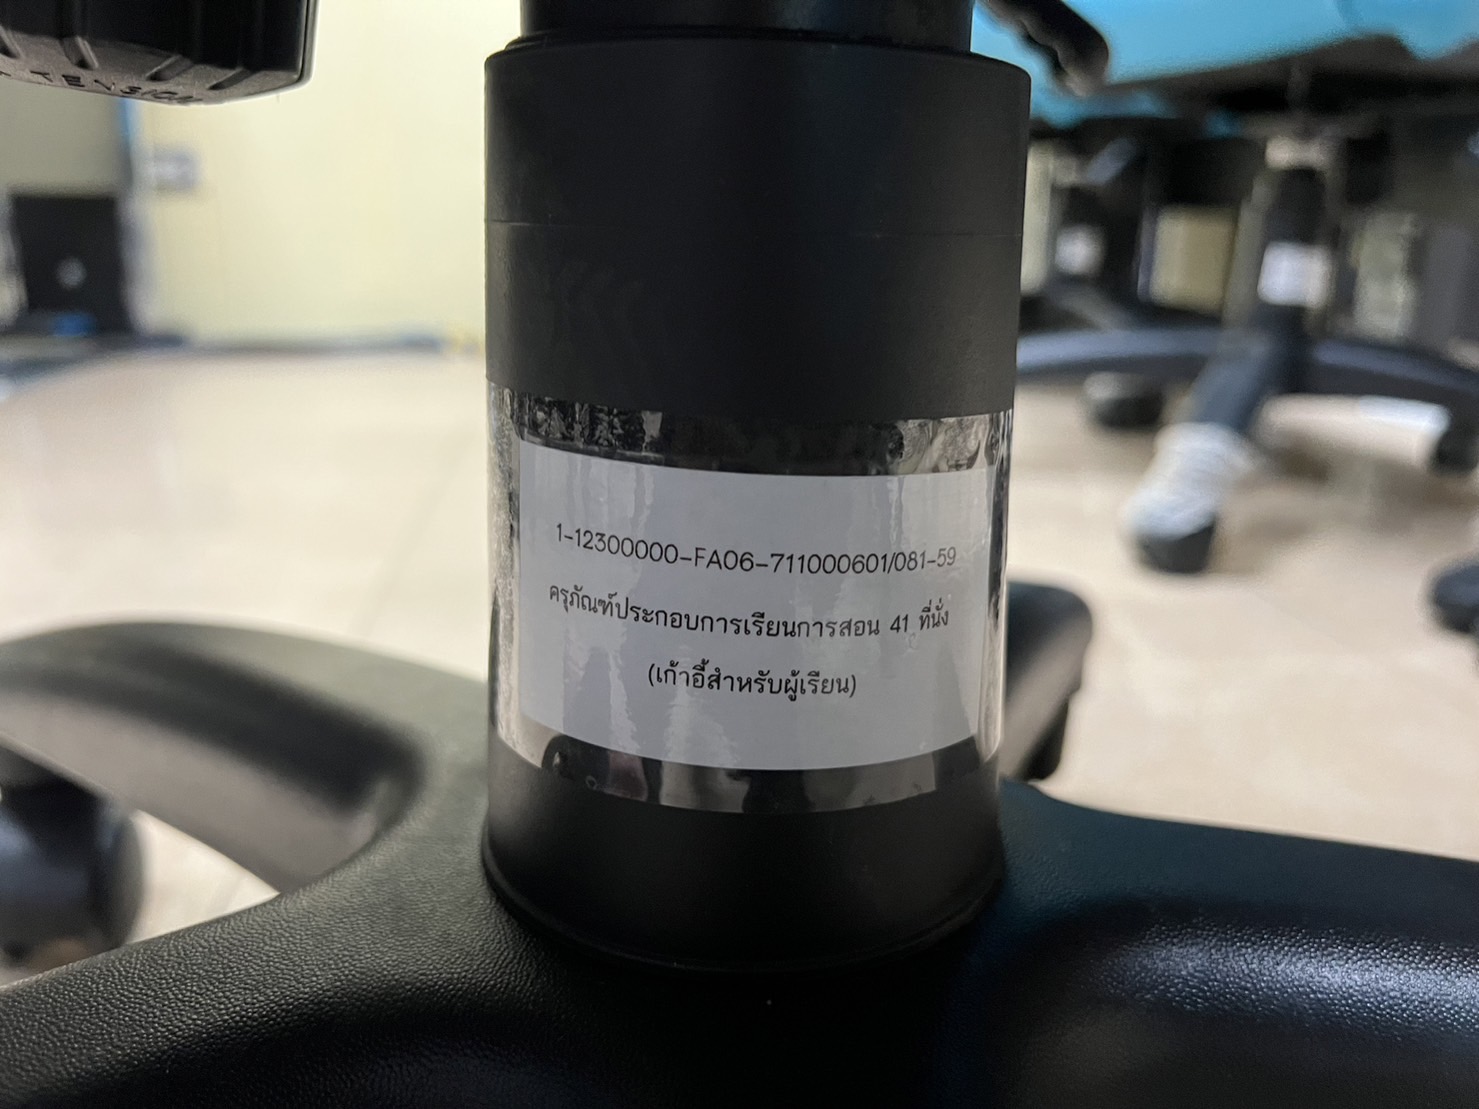 TENSION
1-12300000-FA06-711000601/081-59
ครุภัณฑ์ประกอบการเรียนการสอน 41 ที่นั่ง
(เก้าอี้สำหรับผู้เรียน)